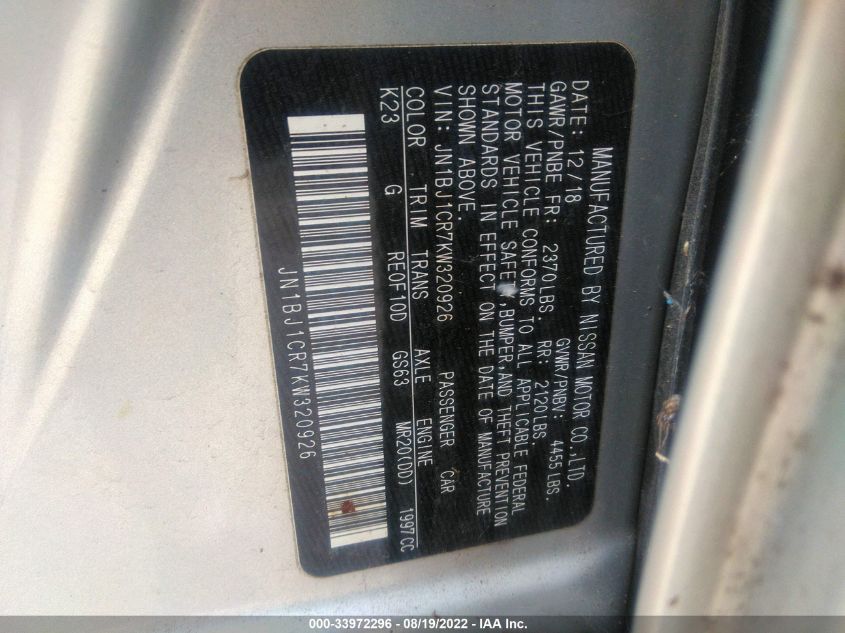 MANUFACTURED BY NISSAN MOTOR CO.,LTD.
DATE: 12/18 GVWR/PNBV: 4455LBS.
GAWR/PNBE FR: 2370LBS. RR: 2120LBS.
THIS VEHICLE CONFORMS TO ALL APPLICABLE FEDERAL
MOTOR VEHICLE SAFETY,BUMPER,AND THEFT PREVENTION
STANDARDS IN EFFECT ON THE DATE OF MANUFACTURE
SHOWN ABOVE.
VIN: JN1BJ1CR7KW320926 PASSENGER CAR
COLOR TRIM TRANS AXLE ENGINE
K23 G RE0F10D GS63 MR20(DD) 1997CC
JN1BJ1CR7KW320926
000-33972296 - 08/19/2022 - IAA Inc.